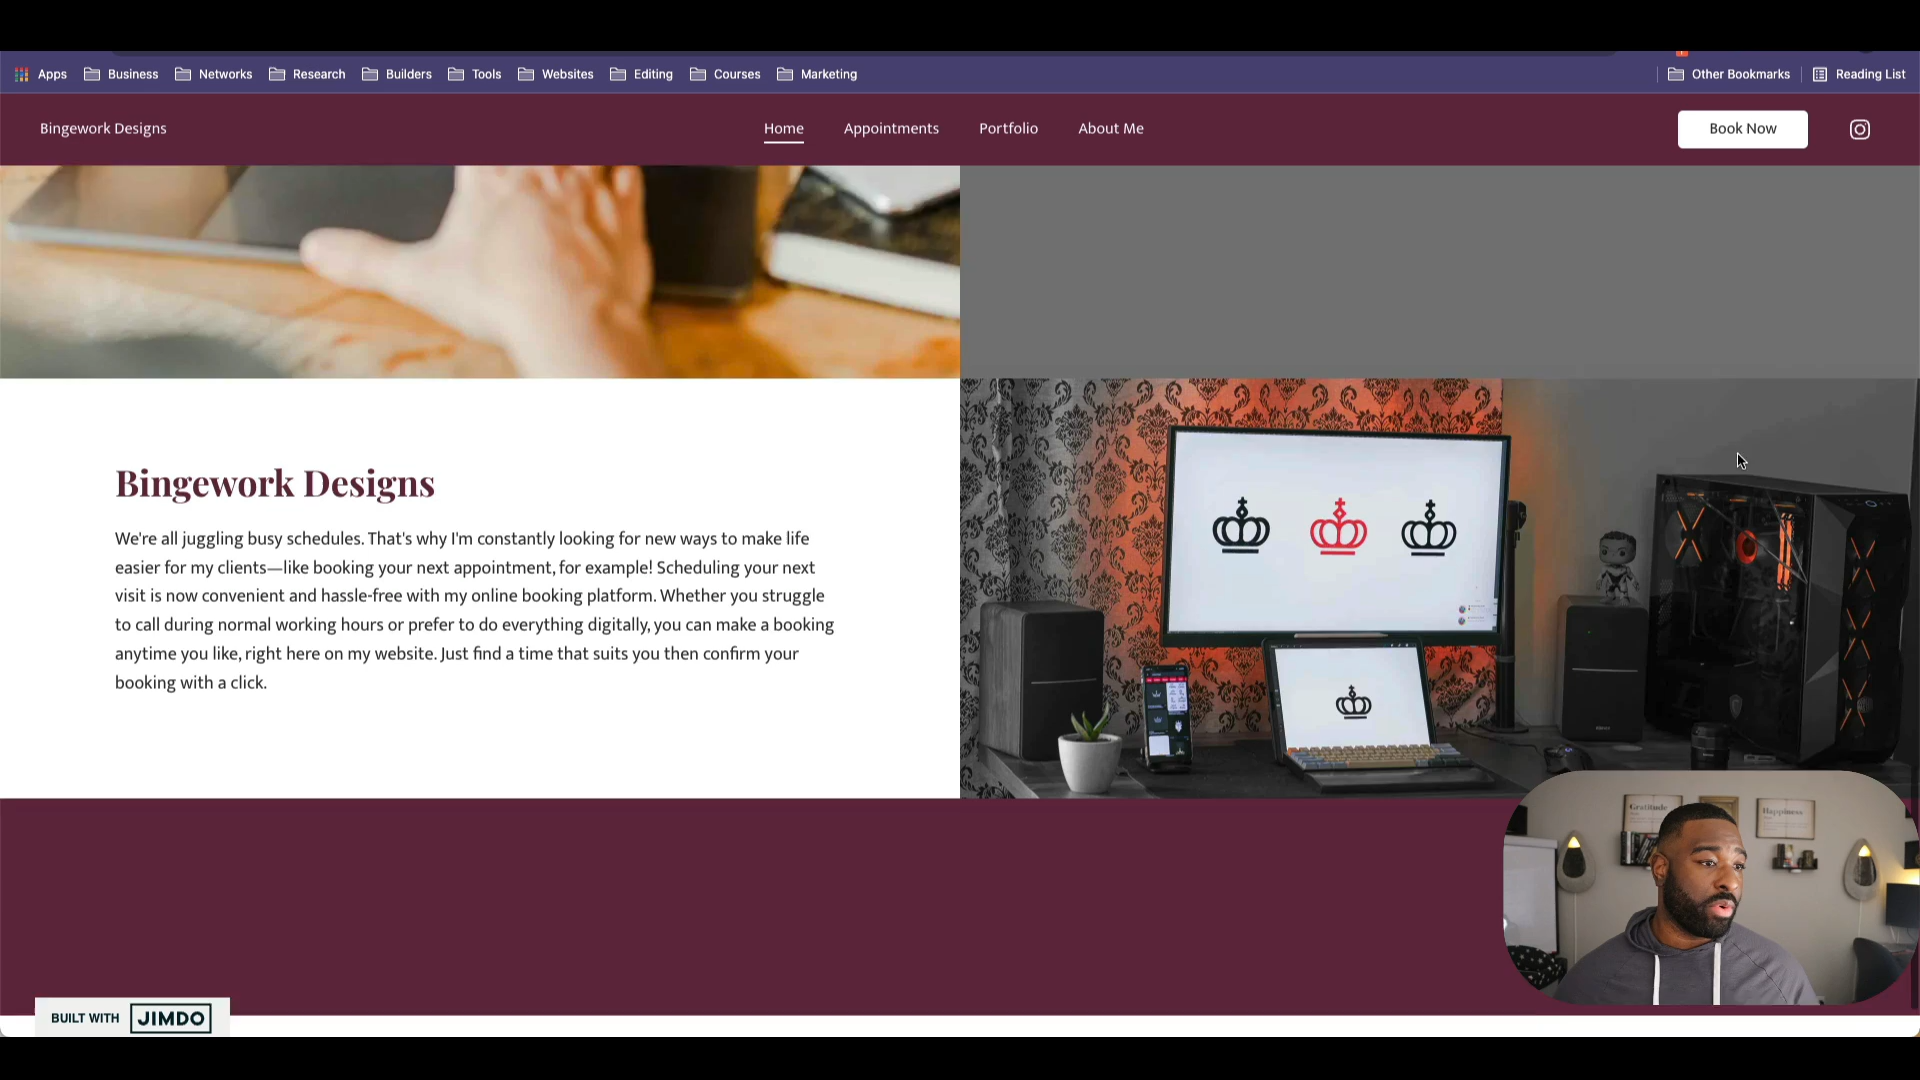 Apps Business Networks Research Builders Tools Websites Editing Courses Marketing Other Bookmarks Reading List
Bingework Designs Home Appointments Portfolio About Me Book Now
Bingework Designs
We're all juggling busy schedules. That's why I'm constantly looking for new ways to make life
easier for my clients—like booking your next appointment, for example! Scheduling your next
visit is now convenient and hassle-free with my online booking platform. Whether you struggle
to call during normal working hours or prefer to do everything digitally, you can make a booking
anytime you like, right here on my website. Just find a time that suits you then confirm your
booking with a click.
Gratitude
Happiness
BUILT WITH JIMDO